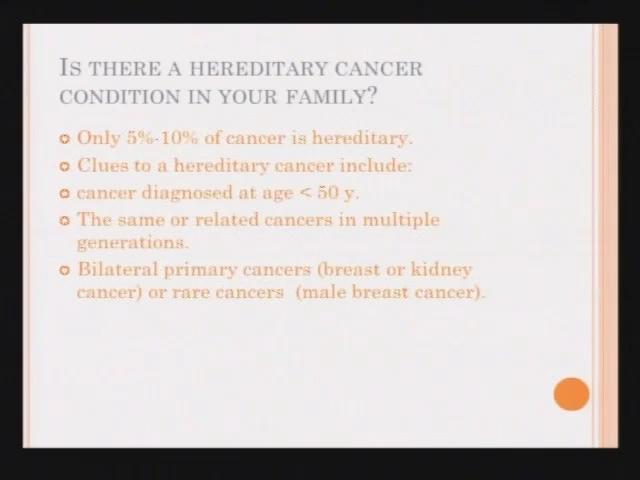 IS THERE A HEREDITARY CANCER
CONDITION IN YOUR FAMILY?
Only 5%-10% of cancer is hereditary.
Clues to a hereditary cancer include:
cancer diagnosed at age < 50 y.
The same or related cancers in multiple
generations.
Bilateral primary cancers (breast or kidney
cancer) or rare cancers (male breast cancer).